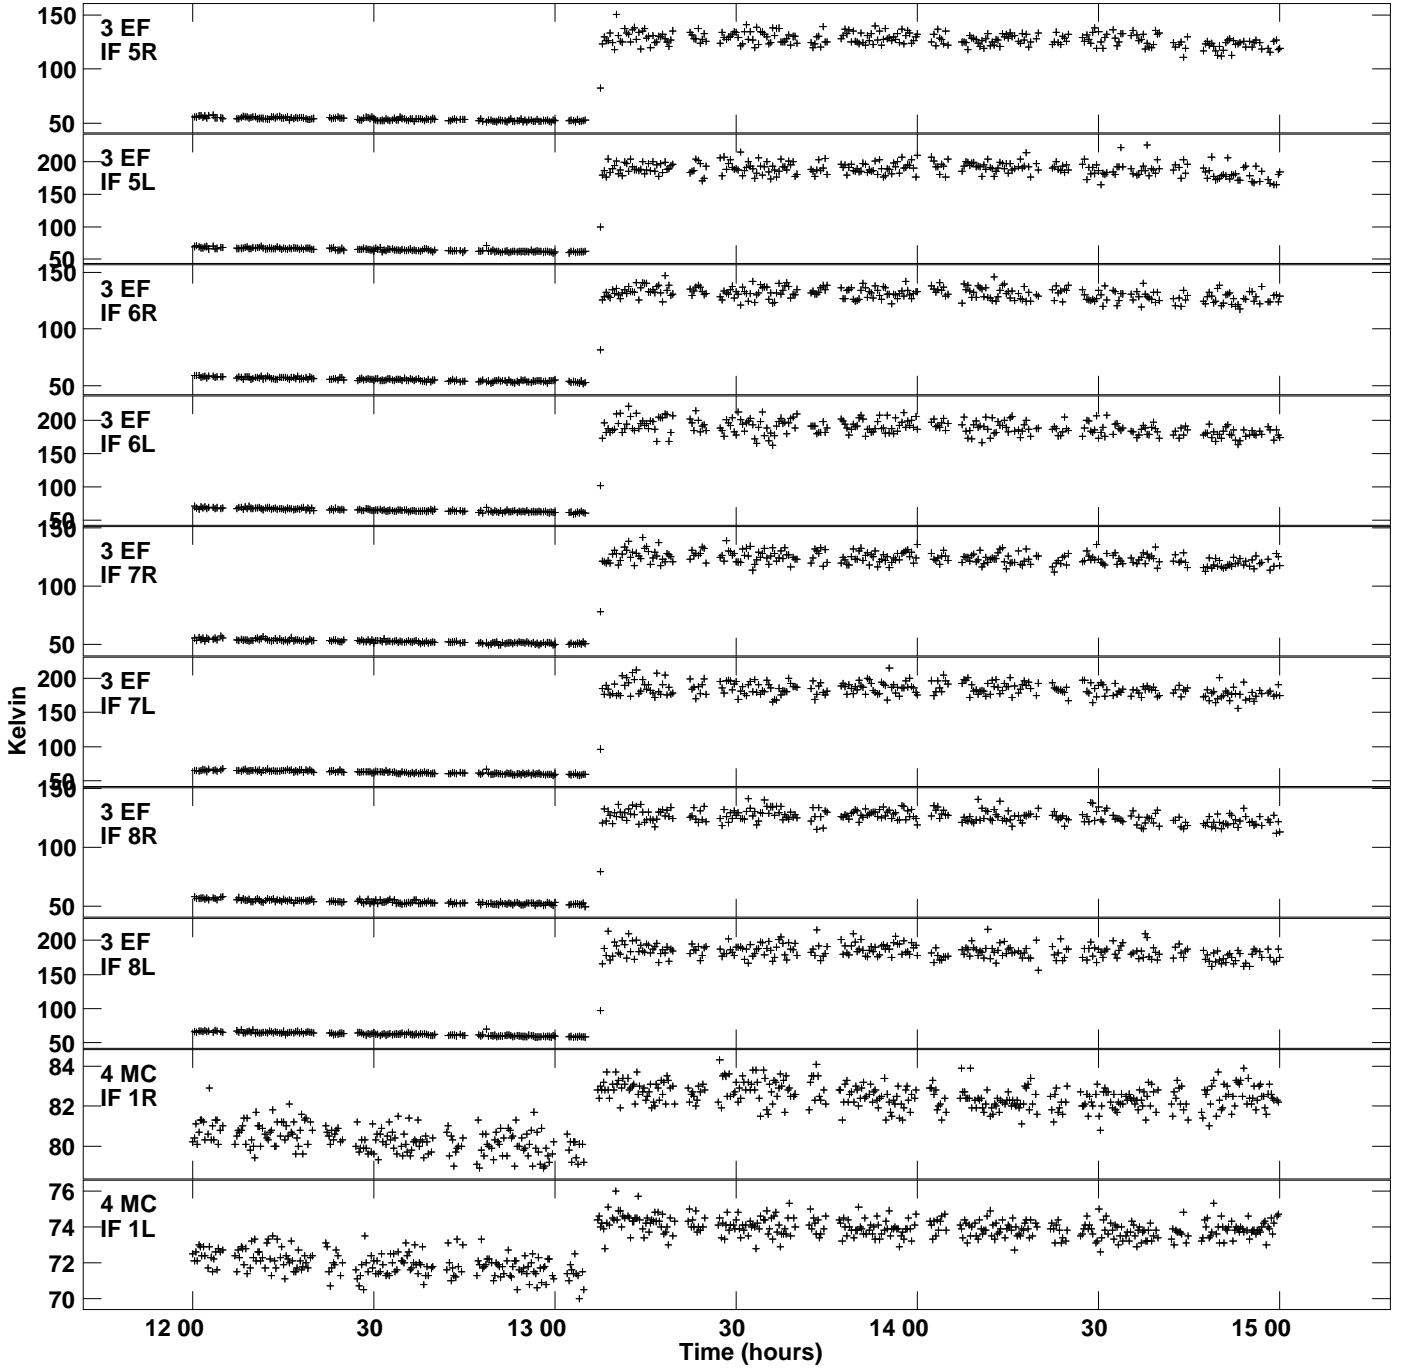 150
100
50
3 EF
IF 5R
200
150
100
50
3 EF
IF 5L
150
100
50
3 EF
IF 6R
200
150
100
50
3 EF
IF 6L
150
100
50
3 EF
IF 7R
200
150
100
50
3 EF
IF 7L
150
100
50
3 EF
IF 8R
200
150
100
50
3 EF
IF 8L
84
82
80
4 MC
IF 1R
76
74
72
70
4 MC
IF 1L
Kelvin
12 00 30 13 00 30 14 00 30 15 00
Time (hours)